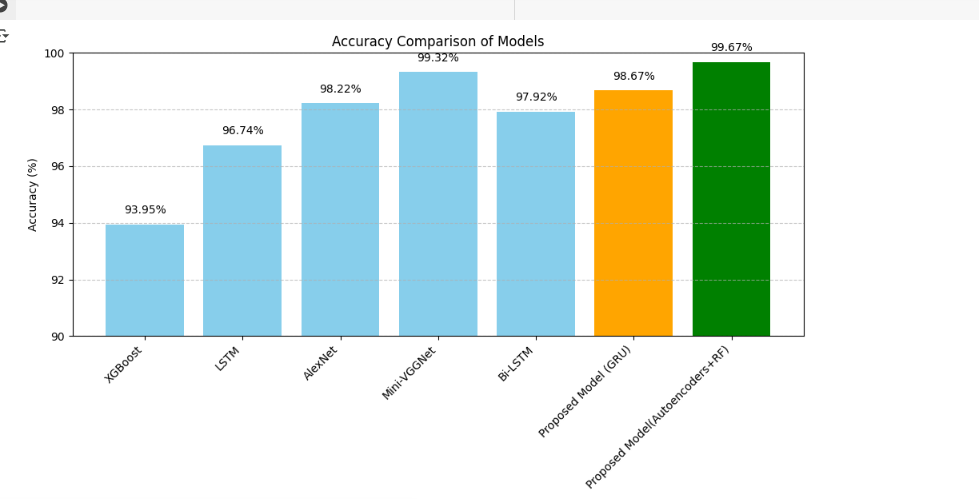 Accuracy Comparison of Models
Accuracy (%)
100
98
96
94
92
90
93.95%
96.74%
98.22%
99.32%
97.92%
98.67%
99.67%
XGBoost
LSTM
AlexNet
Mini-VGGNet
Bi-LSTM
Proposed Model (GRU)
Proposed Model(Autoencoders+RF)